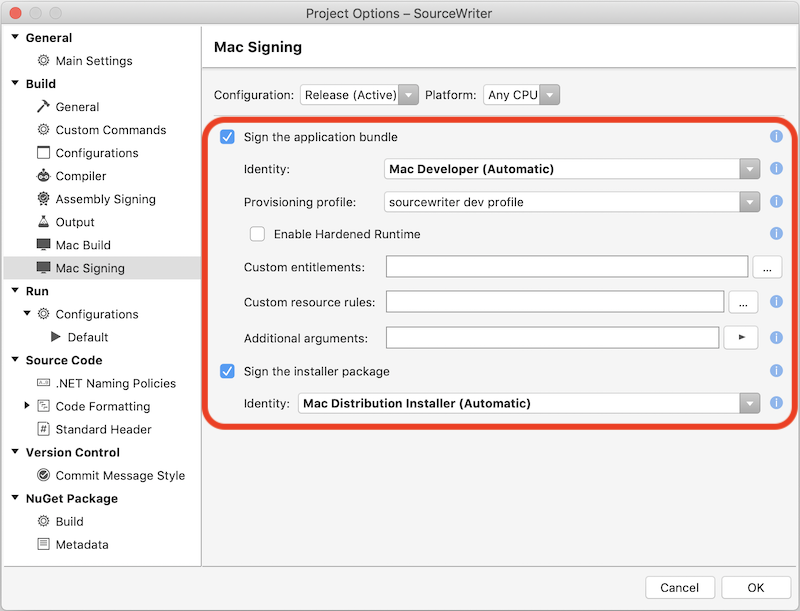 Project Options – SourceWriter
General
Main Settings
Build
General
Custom Commands
Configurations
Compiler
Assembly Signing
Output
Mac Build
Mac Signing
Run
Configurations
Default
Source Code
.NET Naming Policies
Code Formatting
Standard Header
Version Control
Commit Message Style
NuGet Package
Build
Metadata
Mac Signing
Configuration: Release (Active) Platform: Any CPU
Sign the application bundle
Identity: Mac Developer (Automatic)
Provisioning profile: sourcewriter dev profile
Enable Hardened Runtime
Custom entitlements: ...
Custom resource rules: ...
Additional arguments:
Sign the installer package
Identity: Mac Distribution Installer (Automatic)
Cancel OK